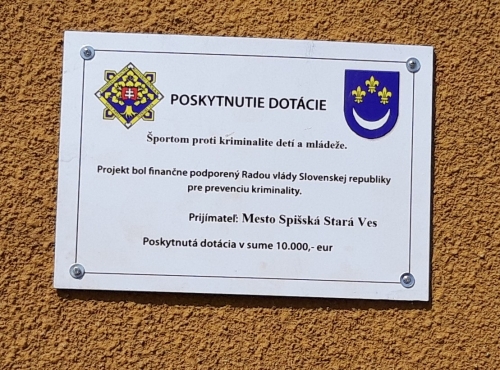 POSKYTNUTIE DOTÁCIE
Športom proti kriminalite detí a mládeže.
Projekt bol finančne podporený Radou vlády Slovenskej republiky
pre prevenciu kriminality.
Prijímateľ: Mesto Spišská Stará Ves
Poskytnutá dotácia v sume 10.000,- eur